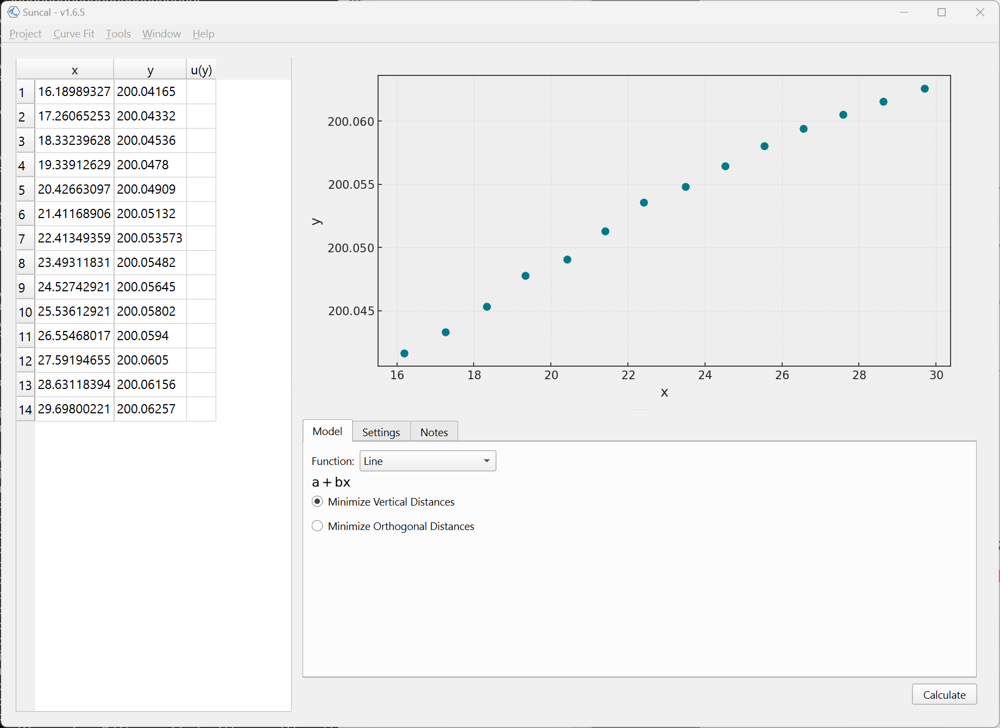 Suncal - v1.6.5
Project Curve Fit Tools Window Help
x y u(y)
1 16.18989327 200.04165
2 17.26065253 200.04332
3 18.33239628 200.04536
4 19.33912629 200.0478
5 20.42663097 200.04909
6 21.41168906 200.05132
7 22.41349359 200.053573
8 23.49311831 200.05482
9 24.52742921 200.05645
10 25.53612921 200.05802
11 26.55468017 200.0594
12 27.59194655 200.0605
13 28.63118394 200.06156
14 29.69800221 200.06257
200.060
200.055
y
200.050
200.045
16 18 20 22 24 26 28 30
x
Model Settings Notes
Function: Line
a + bx
Minimize Vertical Distances
Minimize Orthogonal Distances
Calculate